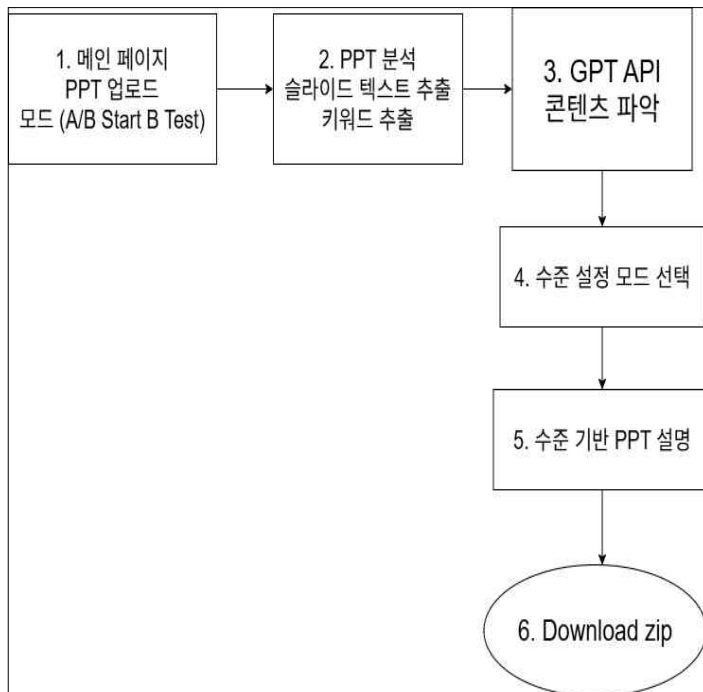 1. 메인 페이지
PPT 업로드
모드 (A/B Start B Test)
2. PPT 분석
슬라이드 텍스트 추출
키워드 추출
3. GPT API
콘텐츠 파악
4. 수준 설정 모드 선택
5. 수준 기반 PPT 설명
6. Download zip